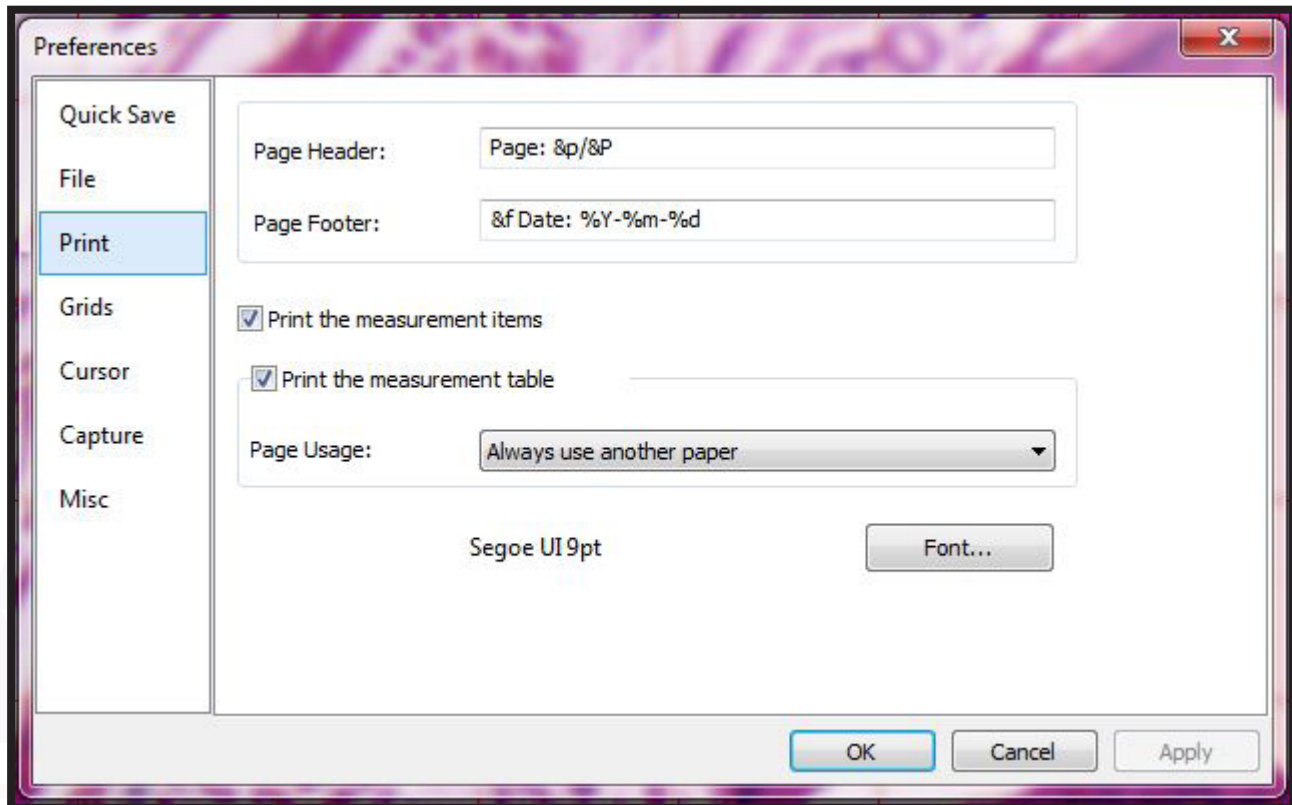 Preferences
Quick Save
File
Print
Grids
Cursor
Capture
Misc
Page Header: Page: &p/&P
Page Footer: &f Date: %Y-%m-%d
Print the measurement items
Print the measurement table
Page Usage: Always use another paper
Segoe UI 9pt Font...
OK Cancel Apply